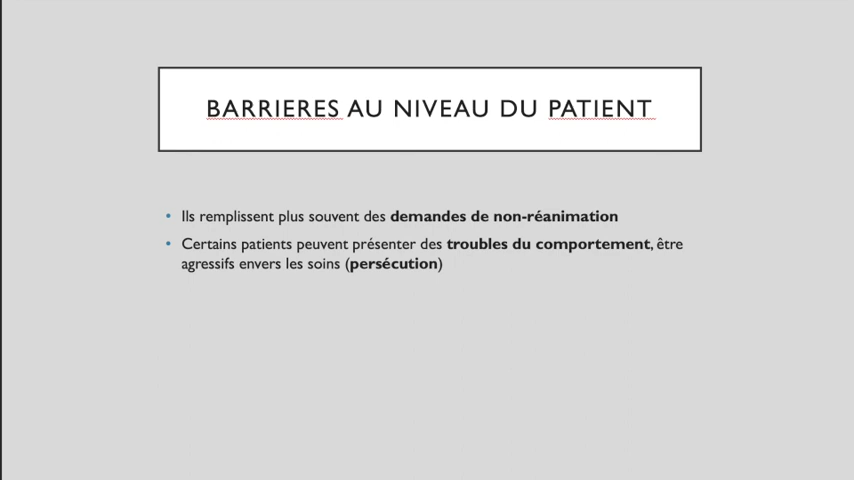 BARRIERES AU NIVEAU DU PATIENT
• Ils remplissent plus souvent des demandes de non-réanimation
• Certains patients peuvent présenter des troubles du comportement, être
agressifs envers les soins (persécution)